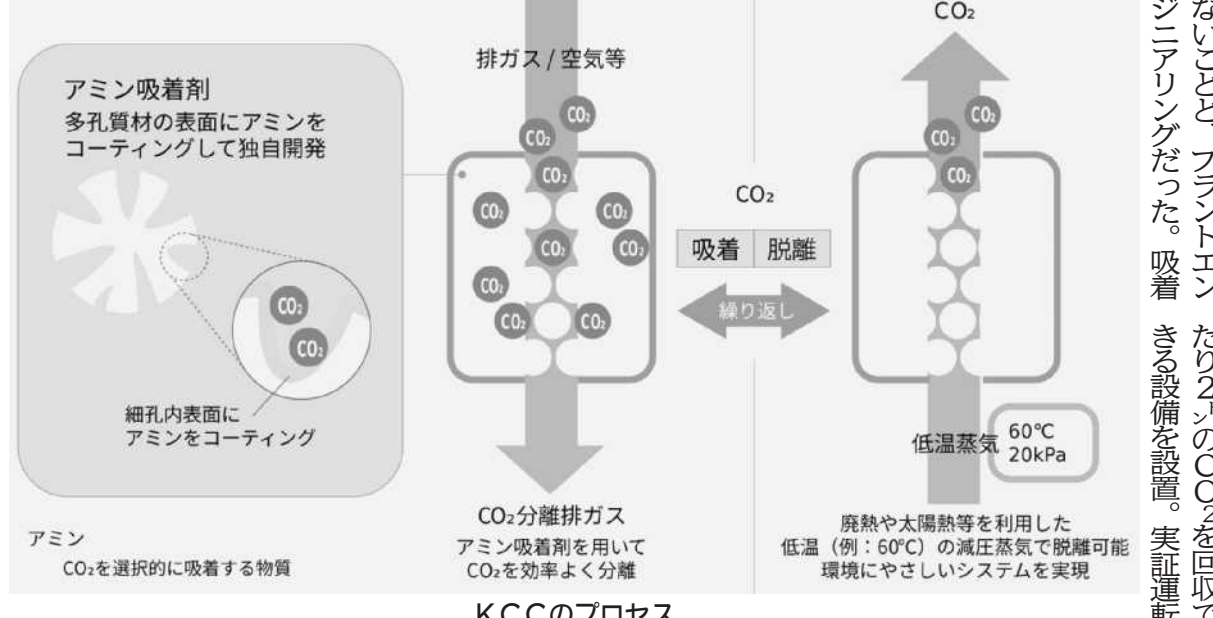 アミン吸着剤
多孔質材の表面にアミンを
コーティングして独自開発
CO₂
CO₂
細孔内表面に
アミンをコーティング
アミン
CO₂を選択的に吸着する物質
排ガス / 空気等
CO₂
CO₂
CO₂
CO₂
CO₂
CO₂
CO₂
CO₂
CO₂
CO₂
CO₂分離排ガス
アミン吸着剤を用いて
CO₂を効率よく分離
CO₂
吸着 脱離
繰り返し
CO₂
CO₂
CO₂
CO₂
低温蒸気
60℃
20kPa
廃熱や太陽熱等を利用した
低温（例：60℃）の減圧蒸気で脱離可能
環境にやさしいシステムを実現
KCCのプロセス
ないことと、プラントエン
ジニアリングだった。吸着
たり2㌧のCO₂を回収で
きる設備を設置。実証運転